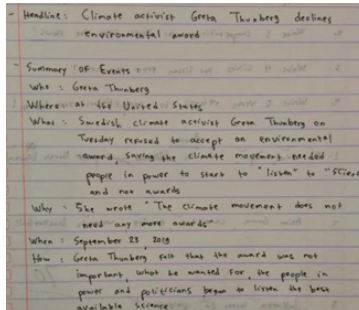 - Headline : Climate activist Greta Thunberg declines
environmental award
- Summary OF Events
Who : Greta Thunberg
Where : at the United States
What : Swedish climate activist Greta Thunberg on
Tuesday refused to accept an environmental
award, saying the climate movement needed
people in power to start to "listen" to "science"
and not awards
Why : She wrote "The climate movement does not
need any more awards
When : September 23, 2019
How : Greta Thunberg felt that the award was not
important. what she wanted for, the people in
power and politicians began to listen the best
available science